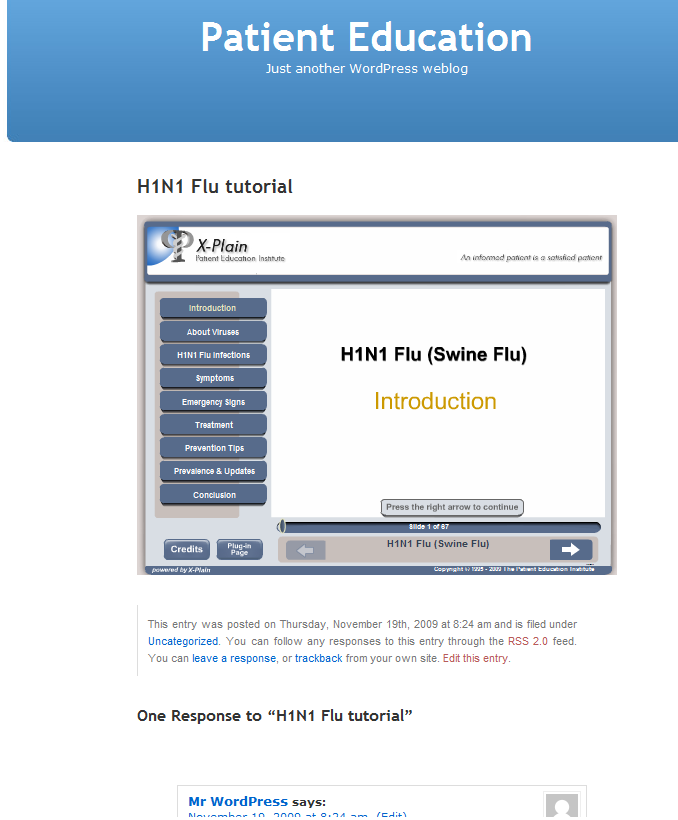 Patient Education
Just another WordPress weblog
H1N1 Flu tutorial
X-Plain
Patient Education Institute
An informed patient is a satisfied patient
Introduction
About Viruses
H1N1 Flu Infections
Symptoms
Emergency Signs
Treatment
Prevention Tips
Prevalence & Updates
Conclusion
H1N1 Flu (Swine Flu)
Introduction
Press the right arrow to continue
Slide 1 of 67
Credits
Plug-in
Page
H1N1 Flu (Swine Flu)
powered by X-Plain
Copyright © 1995 - 2009 The Patient Education Institute
This entry was posted on Thursday, November 19th, 2009 at 8:24 am and is filed under
Uncategorized. You can follow any responses to this entry through the RSS 2.0 feed.
You can leave a response, or trackback from your own site. Edit this entry.
One Response to “H1N1 Flu tutorial”
Mr WordPress says:
November 19, 2009 at 8:24 am (Edit)